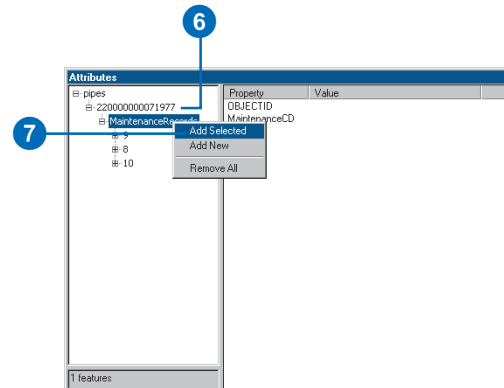 6
Attributes
pipes
Property Value
220000000071977
OBJECTID
7
MaintenanceRecords
MaintenanceCD
Add Selected
9
Add New
8
10
Remove All
1 features